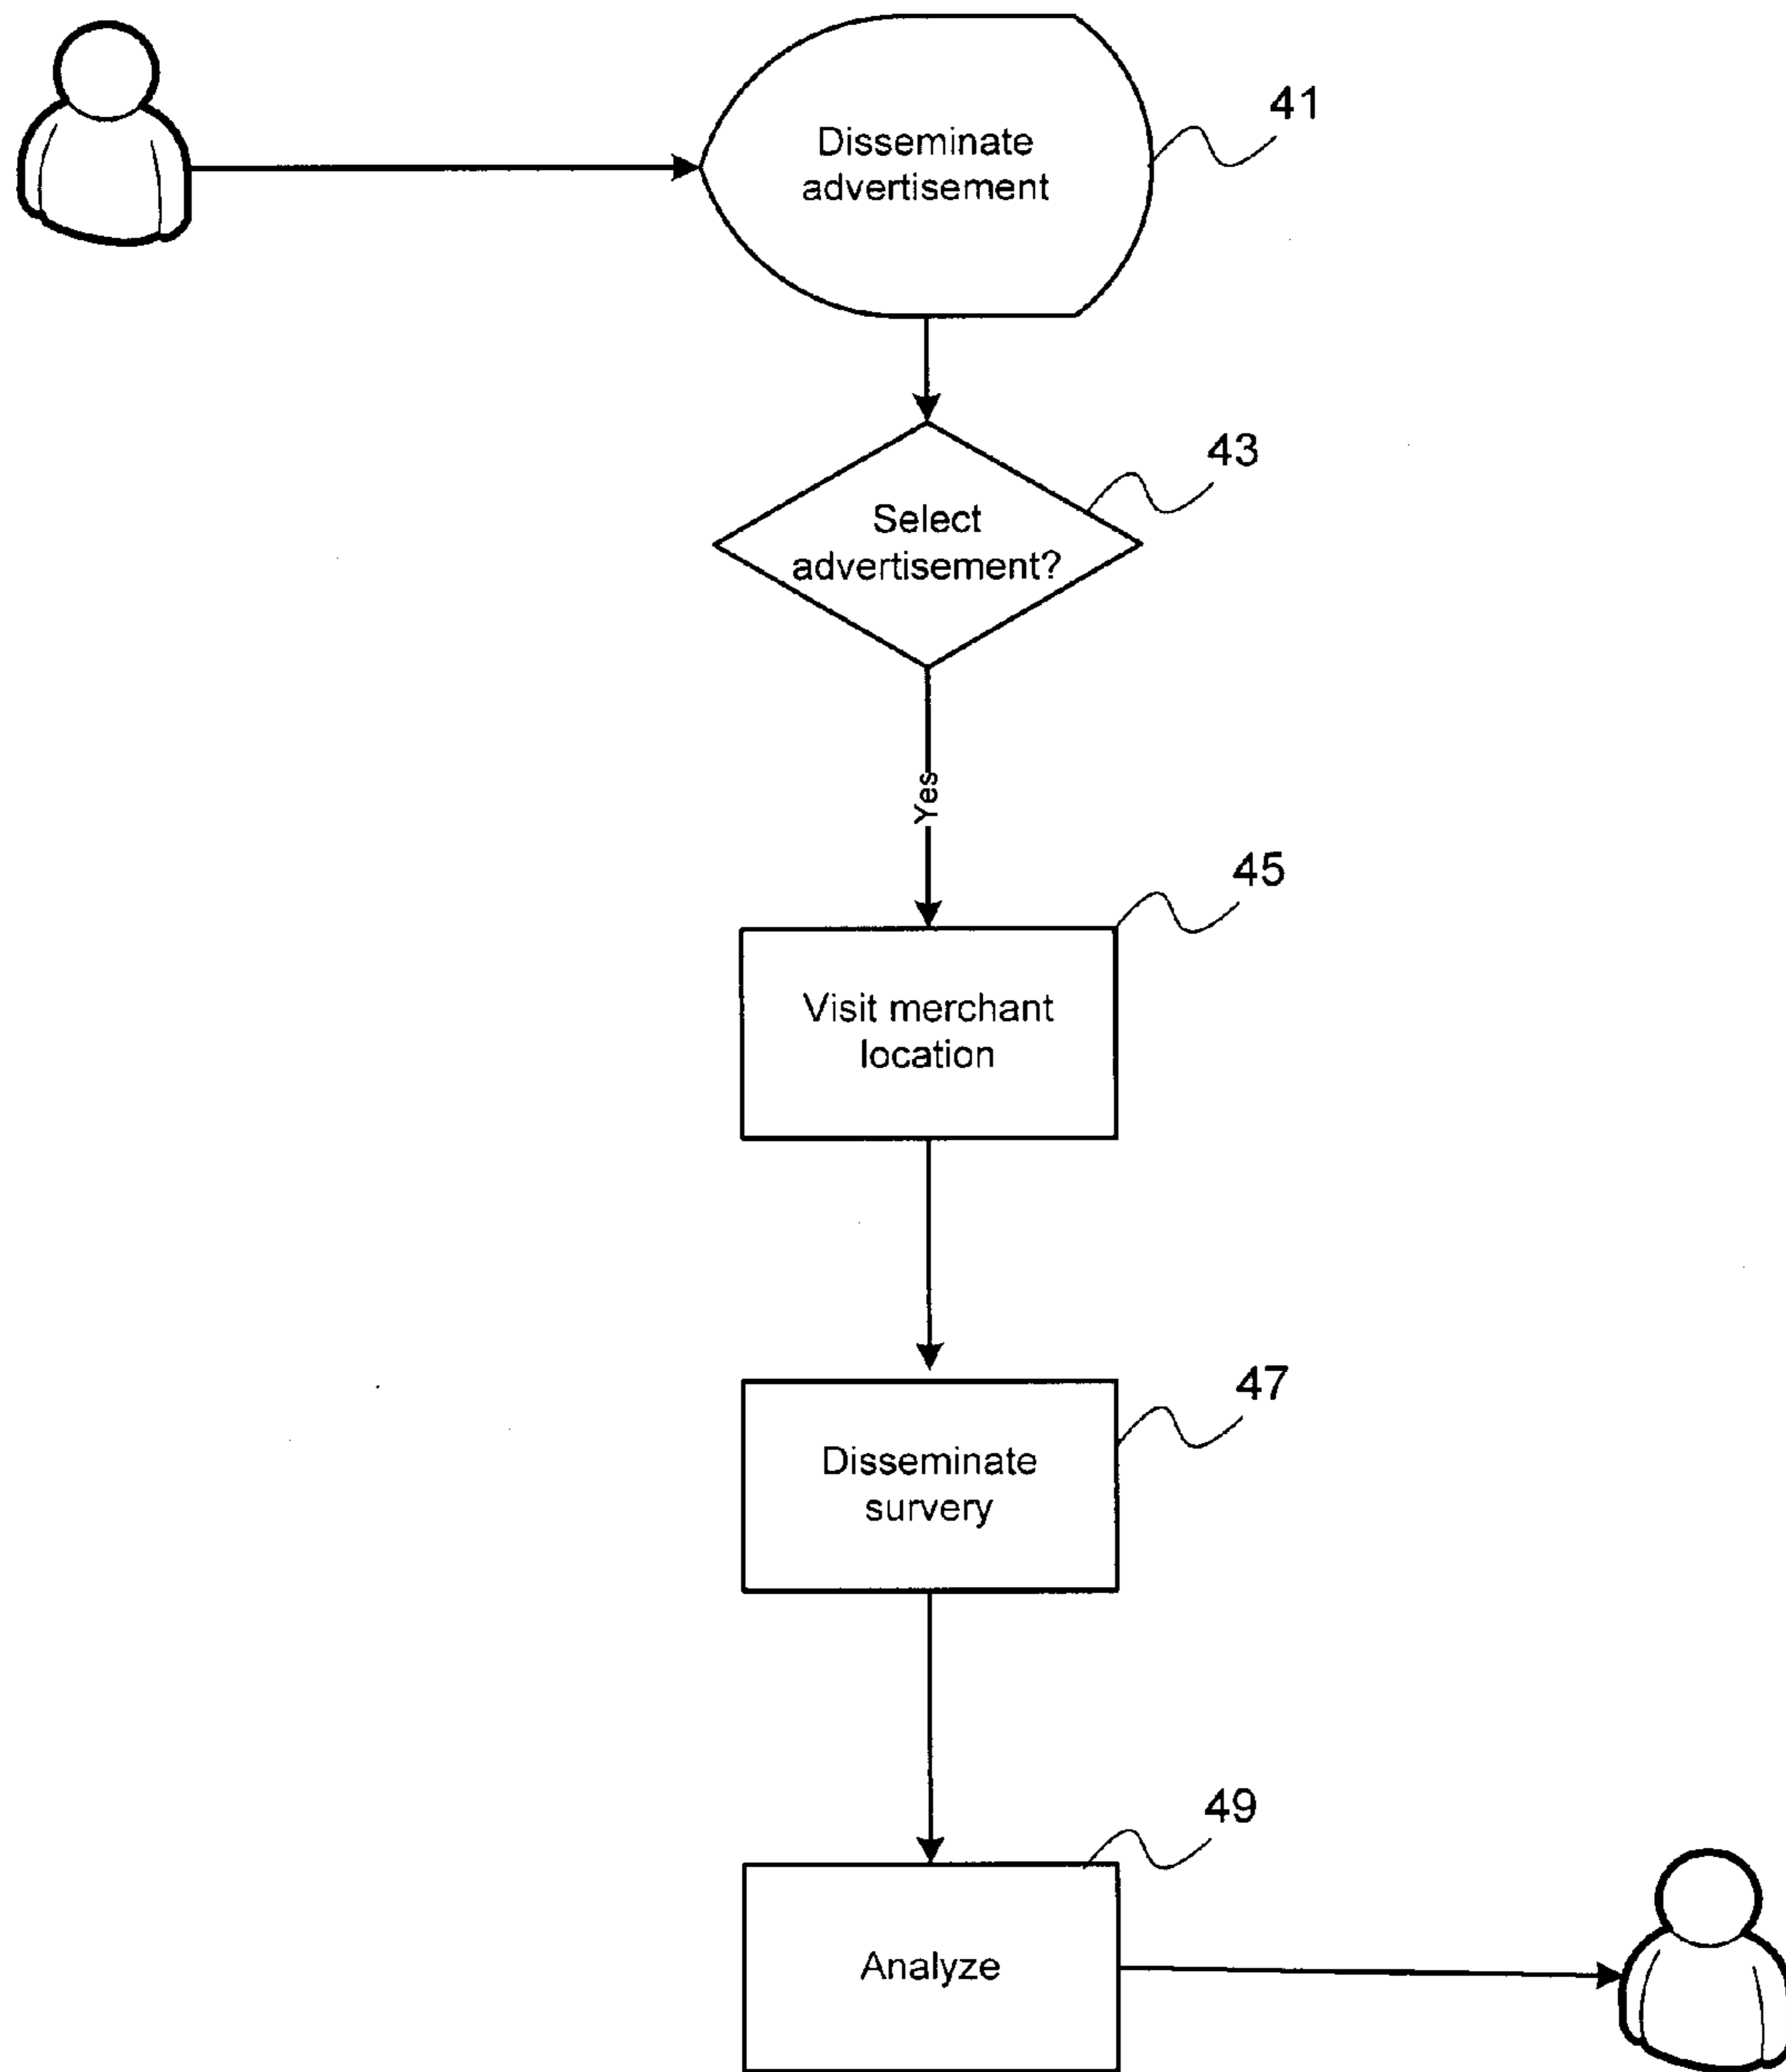 Disseminate
advertisement
41
Select
advertisement?
43
Yes
45
Visit merchant
location
47
Disseminate
survery
49
Analyze